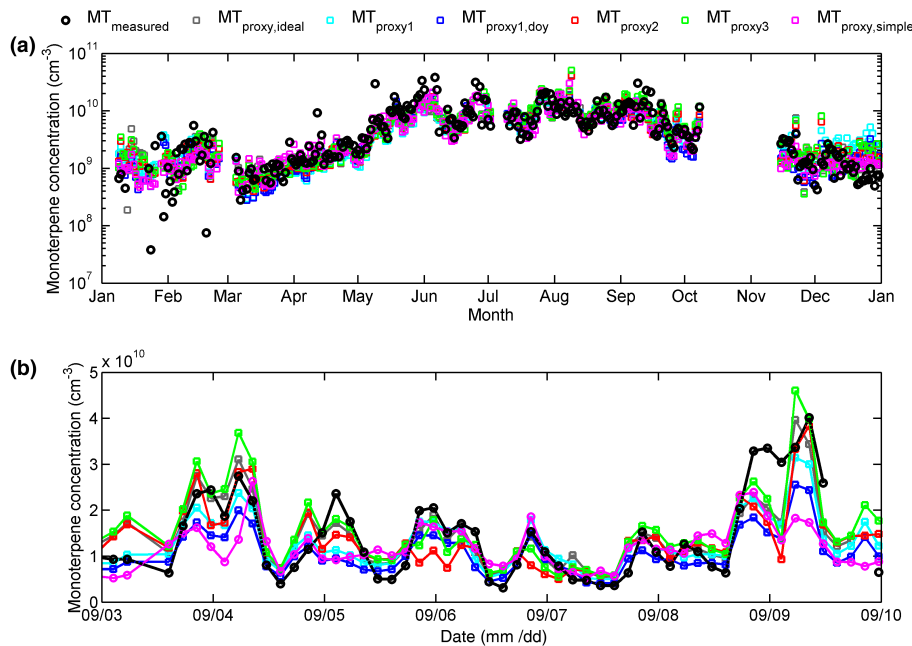 MTmeasured MTproxy,ideal MTproxy1 MTproxy1,doy MTproxy2 MTproxy3 MTproxy,simple
(a)
Monoterpene concentration (cm-3)
10^11
10^10
10^9
10^8
10^7
Jan Feb Mar Apr May Jun Jul Aug Sep Oct Nov Dec Jan
Month
(b)
x 10^10
Monoterpene concentration (cm-3)
5
4
3
2
1
0
09/03 09/04 09/05 09/06 09/07 09/08 09/09 09/10
Date (mm /dd)